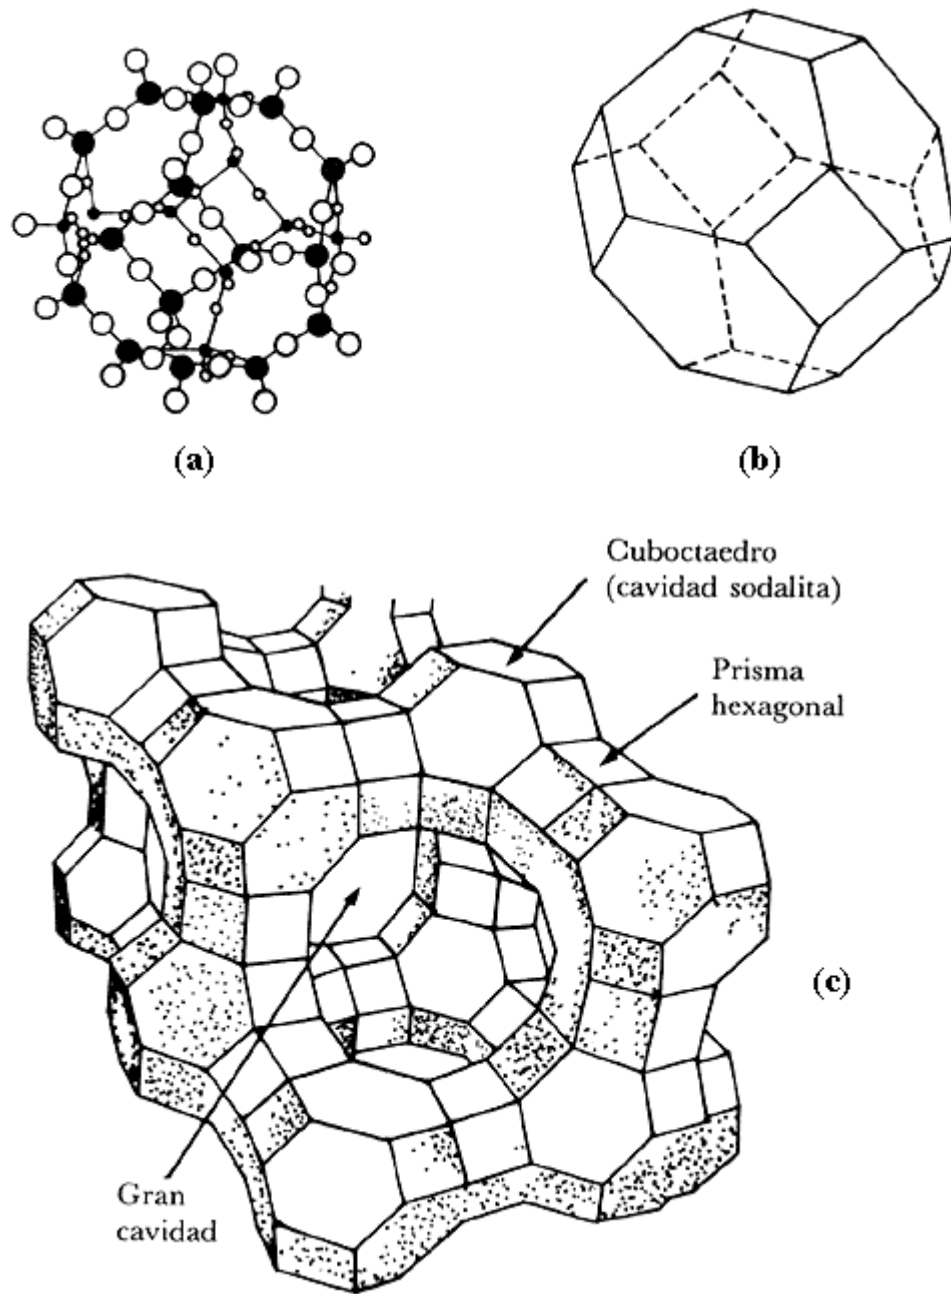 (a)
(b)
Cuboctaedro
(cavidad sodalita)
Prisma
hexagonal
(c)
Gran
cavidad